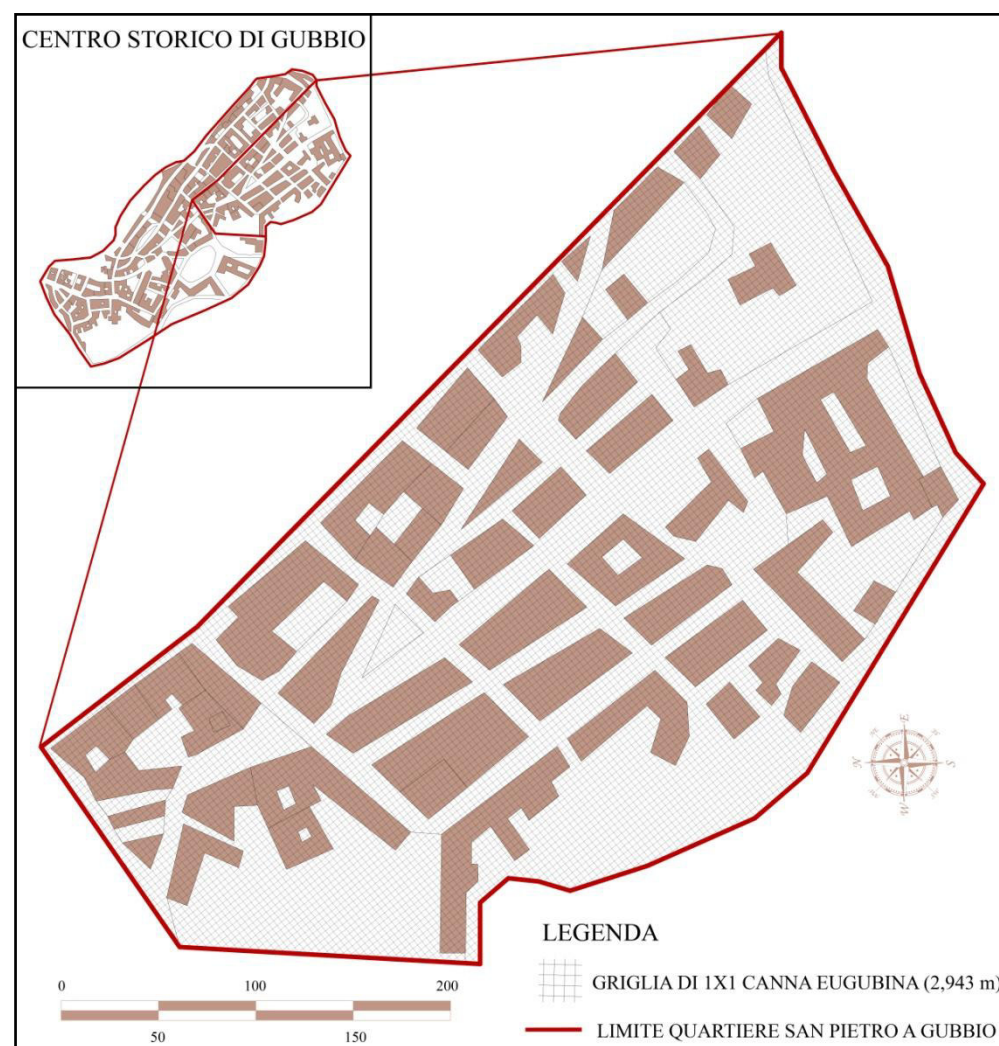 CENTRO STORICO DI GUBBIO
E
N
S
W
LEGENDA
GRIGLIA DI 1X1 CANNA EUGUBINA (2,943 m)
LIMITE QUARTIERE SAN PIETRO A GUBBIO
0
100
200
50
150